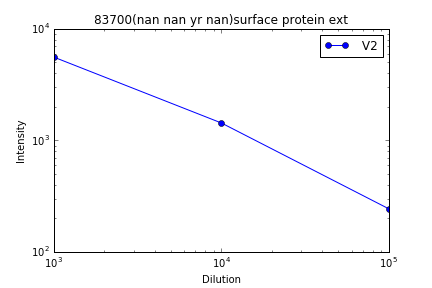 83700(nan nan yr nan)surface protein ext
V2
10^4
10^3
10^2
Intensity
10^3 10^4 10^5
Dilution